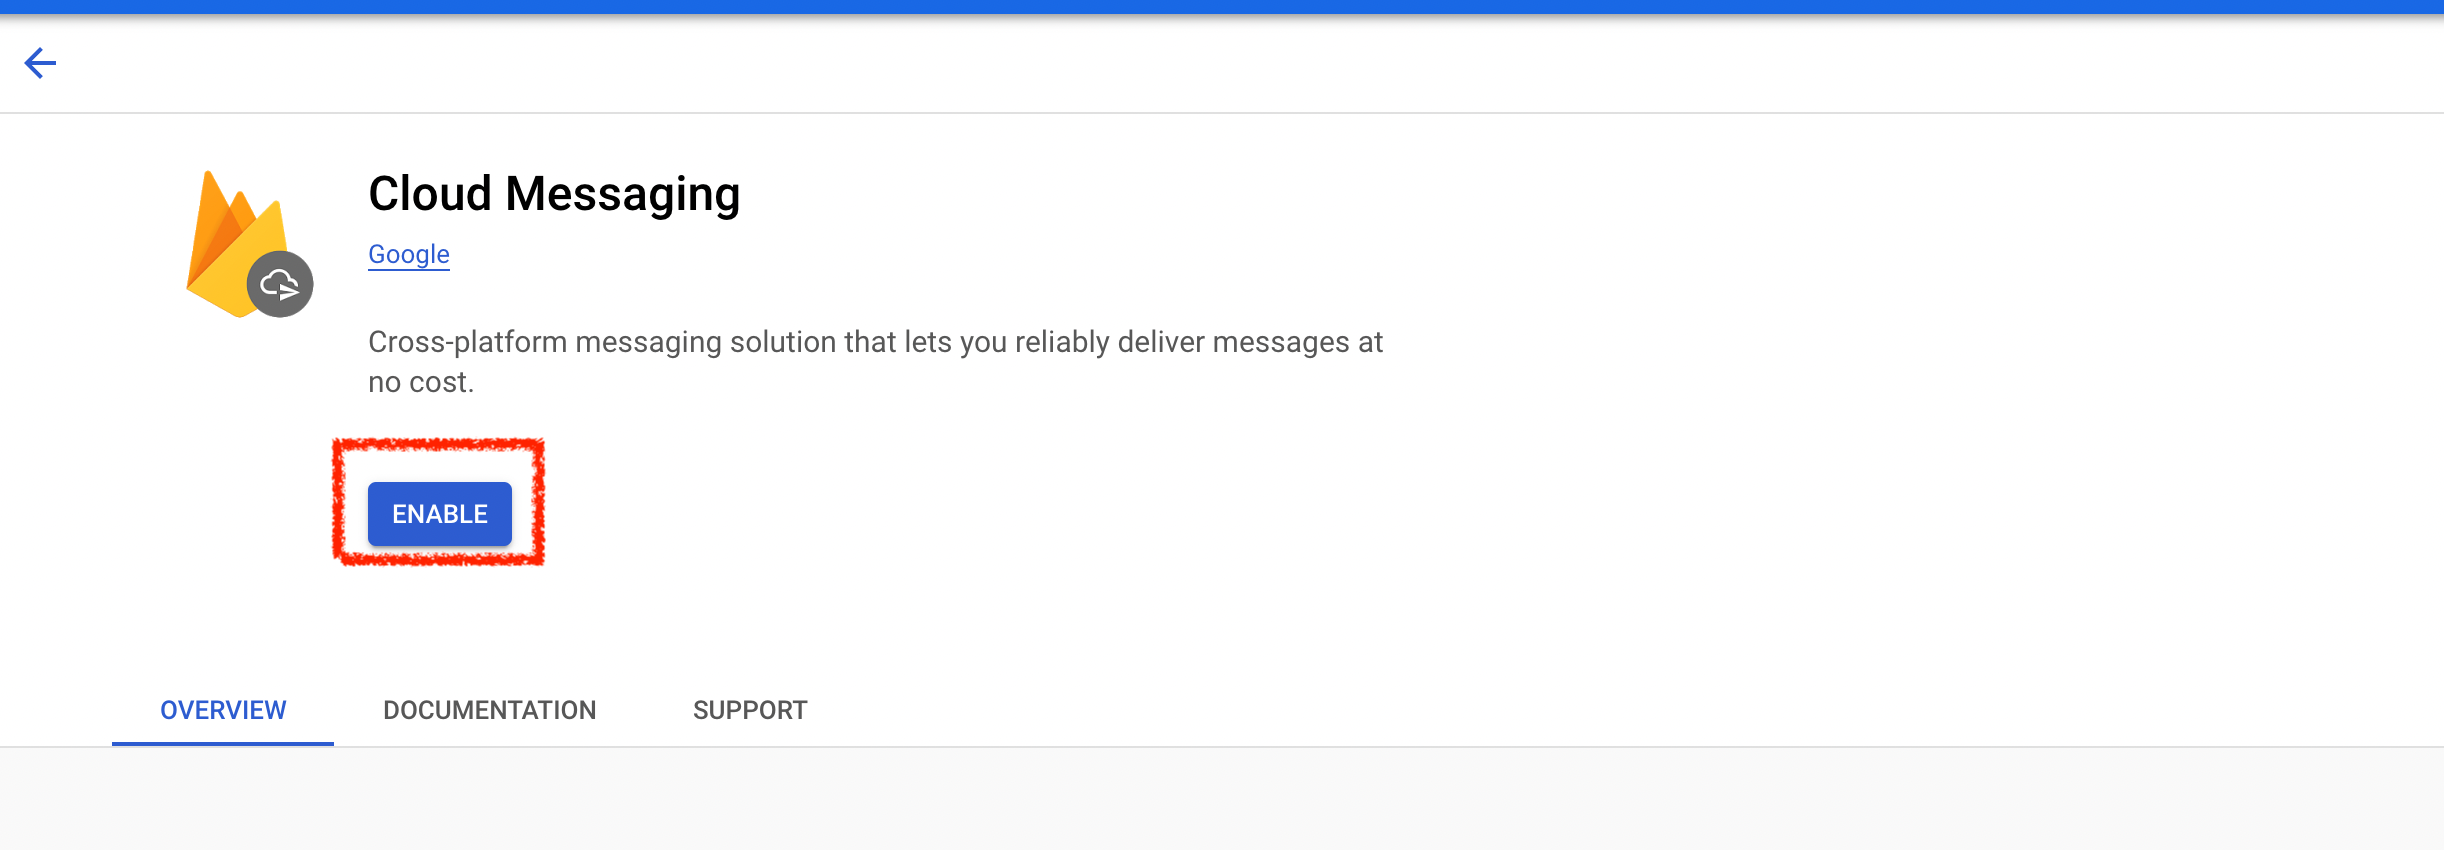 Cloud Messaging
Google
Cross-platform messaging solution that lets you reliably deliver messages at
no cost.
ENABLE
OVERVIEW DOCUMENTATION SUPPORT